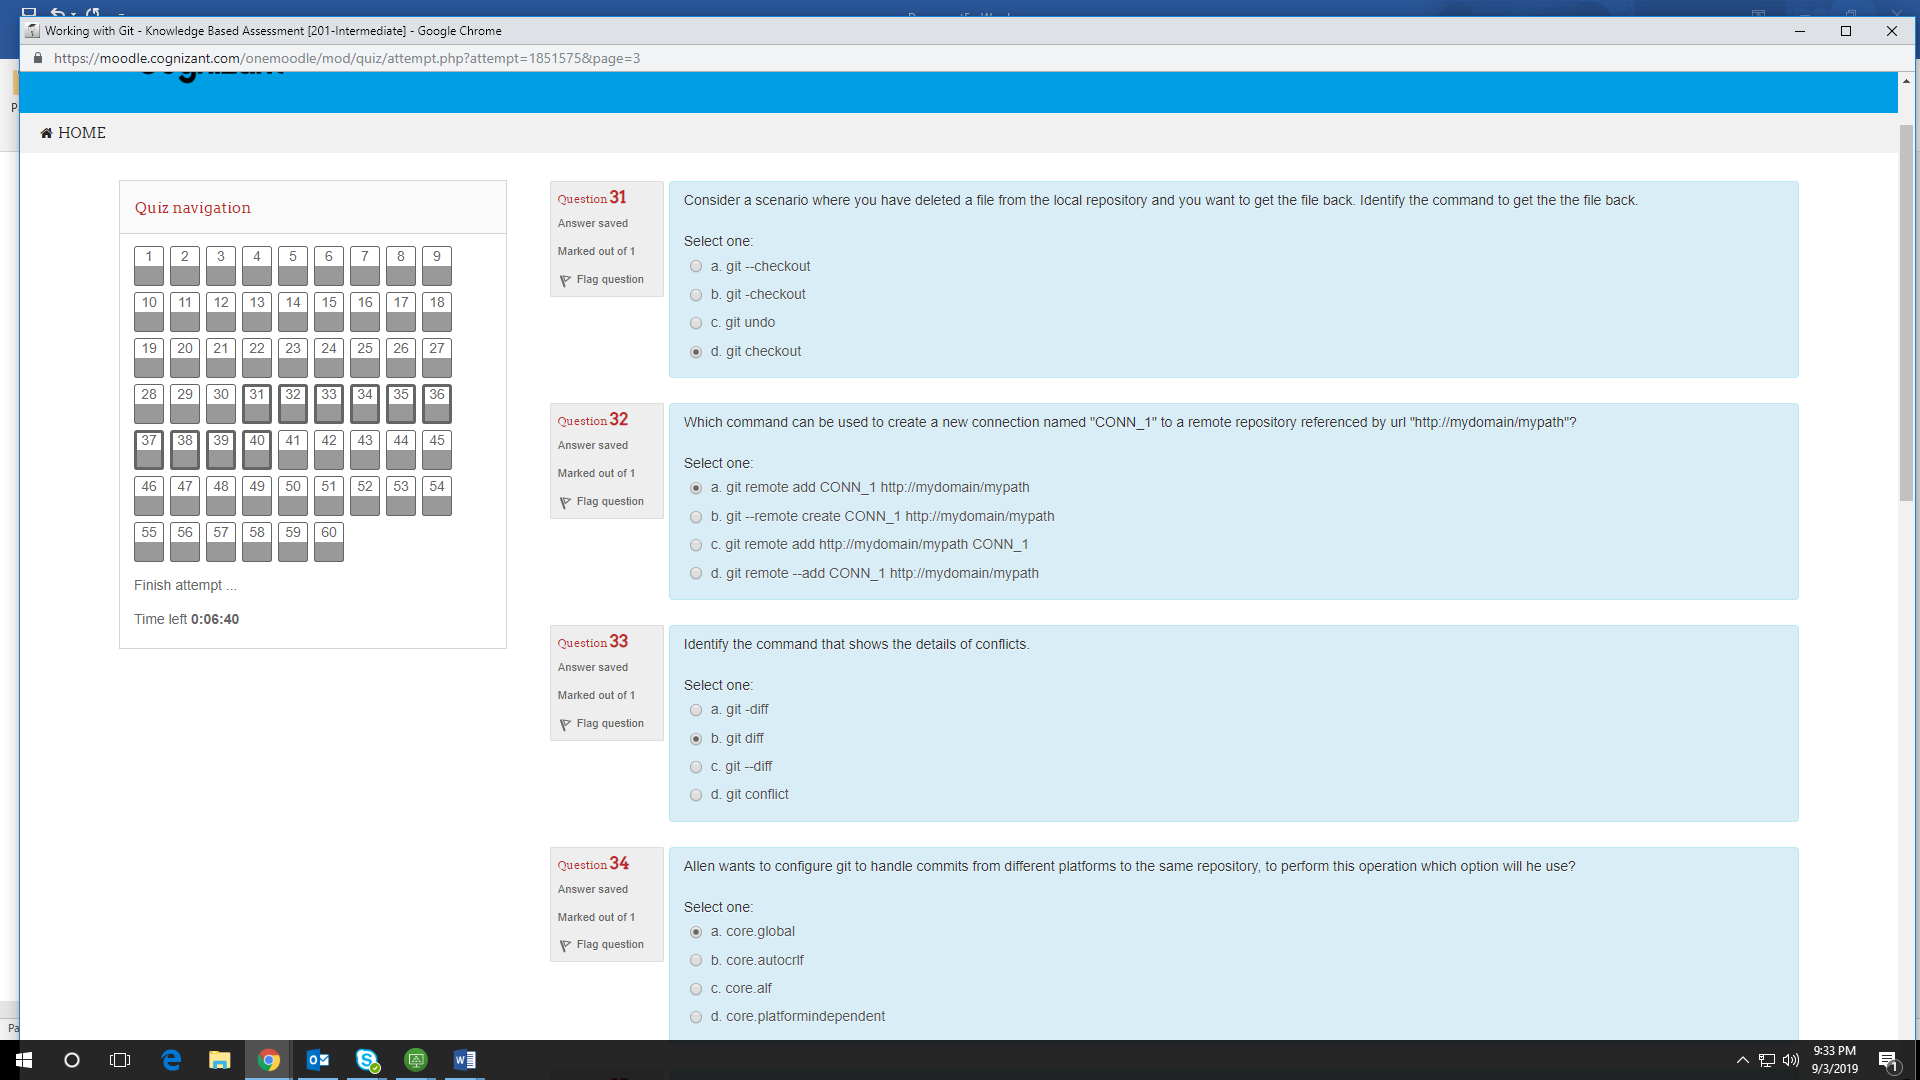 Working with Git - Knowledge Based Assessment [201-Intermediate] - Google Chrome
https://moodle.cognizant.com/onemoodle/mod/quiz/attempt.php?attempt=1851575&page=3
HOME
Quiz navigation
1 2 3 4 5 6 7 8 9
10 11 12 13 14 15 16 17 18
19 20 21 22 23 24 25 26 27
28 29 30 31 32 33 34 35 36
37 38 39 40 41 42 43 44 45
46 47 48 49 50 51 52 53 54
55 56 57 58 59 60
Finish attempt ...
Time left 0:06:40
Question 31
Answer saved
Marked out of 1
Flag question
Consider a scenario where you have deleted a file from the local repository and you want to get the file back. Identify the command to get the the file back.
Select one:
a. git --checkout
b. git -checkout
c. git undo
d. git checkout
Question 32
Answer saved
Marked out of 1
Flag question
Which command can be used to create a new connection named "CONN_1" to a remote repository referenced by url "http://mydomain/mypath"?
Select one:
a. git remote add CONN_1 http://mydomain/mypath
b. git --remote create CONN_1 http://mydomain/mypath
c. git remote add http://mydomain/mypath CONN_1
d. git remote --add CONN_1 http://mydomain/mypath
Question 33
Answer saved
Marked out of 1
Flag question
Identify the command that shows the details of conflicts.
Select one:
a. git -diff
b. git diff
c. git --diff
d. git conflict
Question 34
Answer saved
Marked out of 1
Flag question
Allen wants to configure git to handle commits from different platforms to the same repository, to perform this operation which option will he use?
Select one:
a. core.global
b. core.autocrlf
c. core.alf
d. core.platformindependent
Pa
9:33 PM
9/3/2019
1